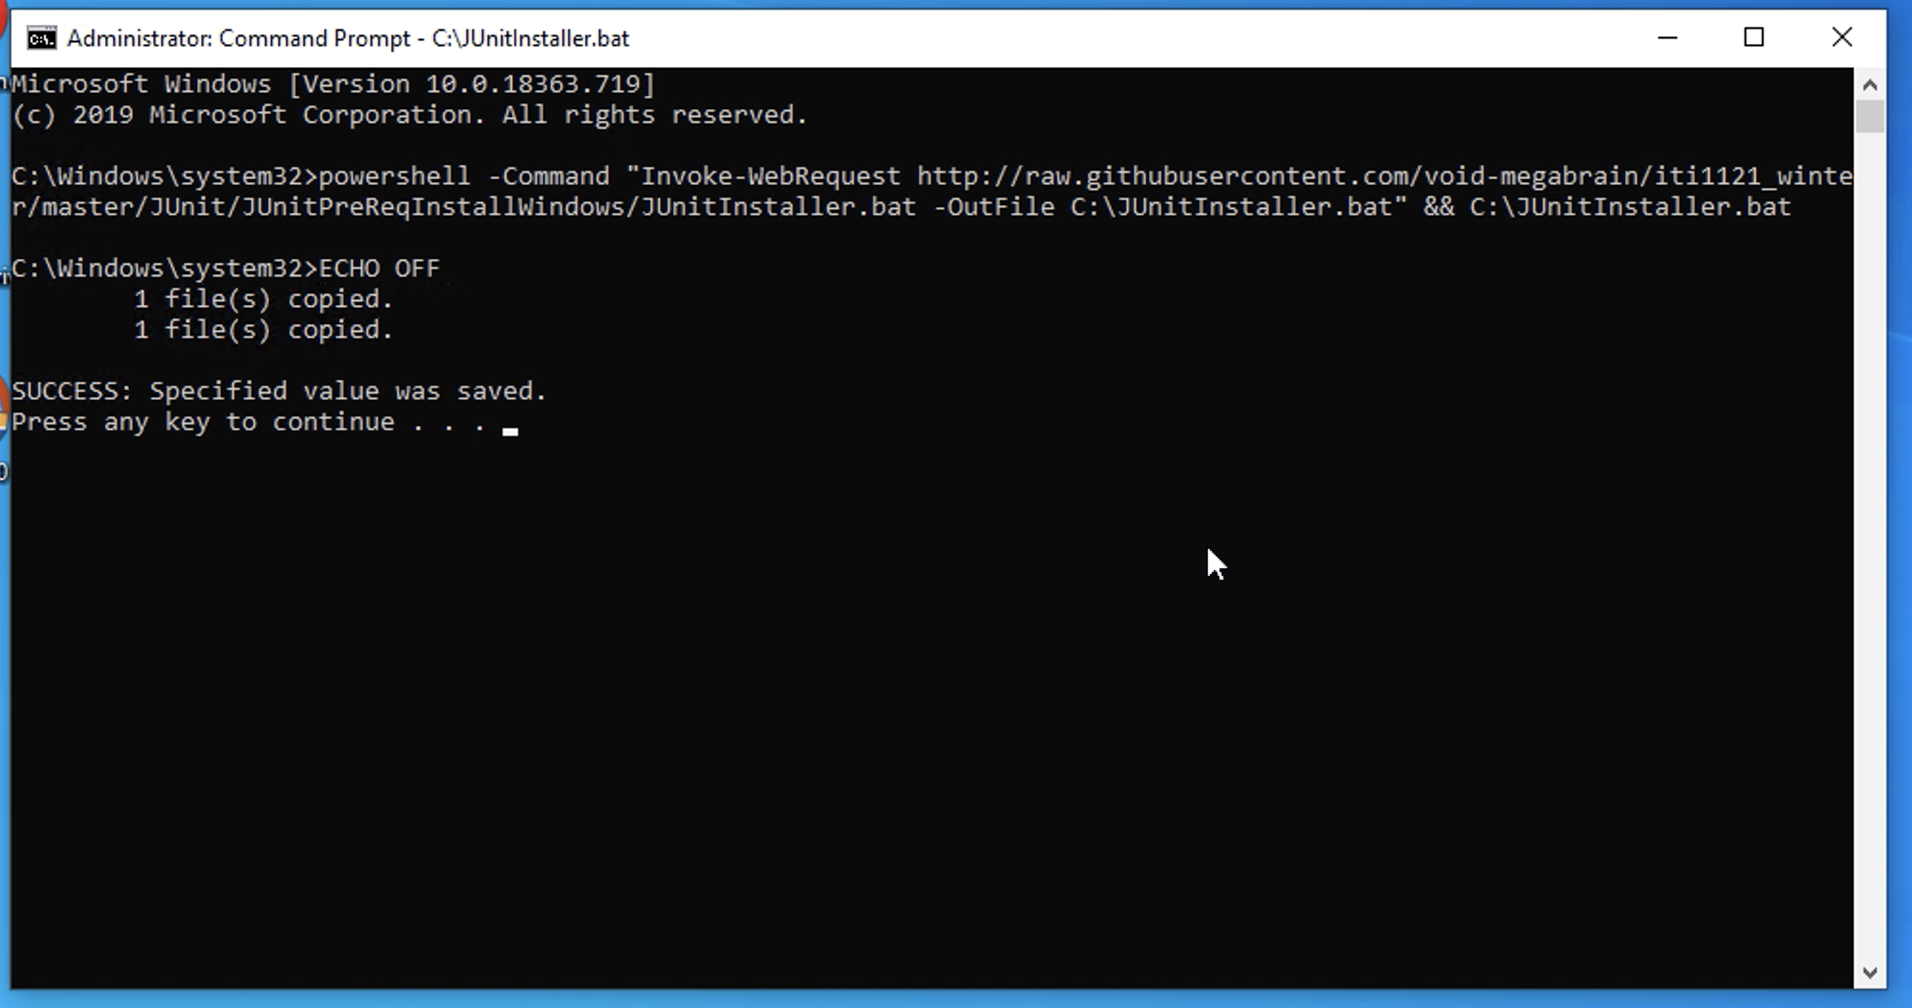 Administrator: Command Prompt - C:\JUnitInstaller.bat
Microsoft Windows [Version 10.0.18363.719]
(c) 2019 Microsoft Corporation. All rights reserved.
C:\Windows\system32>powershell -Command "Invoke-WebRequest http://raw.githubusercontent.com/void-megabrain/iti1121_winte
r/master/JUnit/JUnitPreReqInstallWindows/JUnitInstaller.bat -OutFile C:\JUnitInstaller.bat" && C:\JUnitInstaller.bat
C:\Windows\system32>ECHO OFF
1 file(s) copied.
1 file(s) copied.
SUCCESS: Specified value was saved.
Press any key to continue . . .